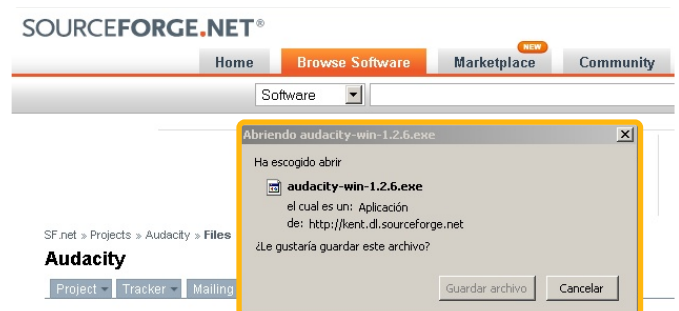 SOURCEFORGE.NET®
NEW
Home Browse Software Marketplace Community
Software
Abriendo audacity-win-1.2.6.exe
Ha escogido abrir
audacity-win-1.2.6.exe
el cual es un: Aplicación
de: http://kent.dl.sourceforge.net
¿Le gustaría guardar este archivo?
Guardar archivo Cancelar
SF.net » Projects » Audacity » Files
Audacity
Project Tracker Mailing